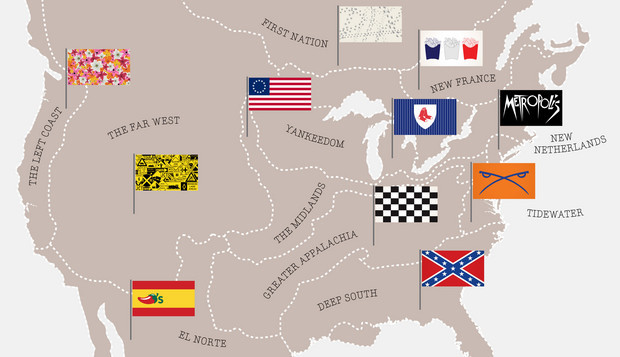 FIRST NATION
NEW FRANCE
THE LEFT COAST
THE FAR WEST
YANKEEDOM
METROPOLIS
NEW
NETHERLANDS
THE MIDLANDS
TIDEWATER
GREATER APPALACHIA
DEEP SOUTH
's
EL NORTE